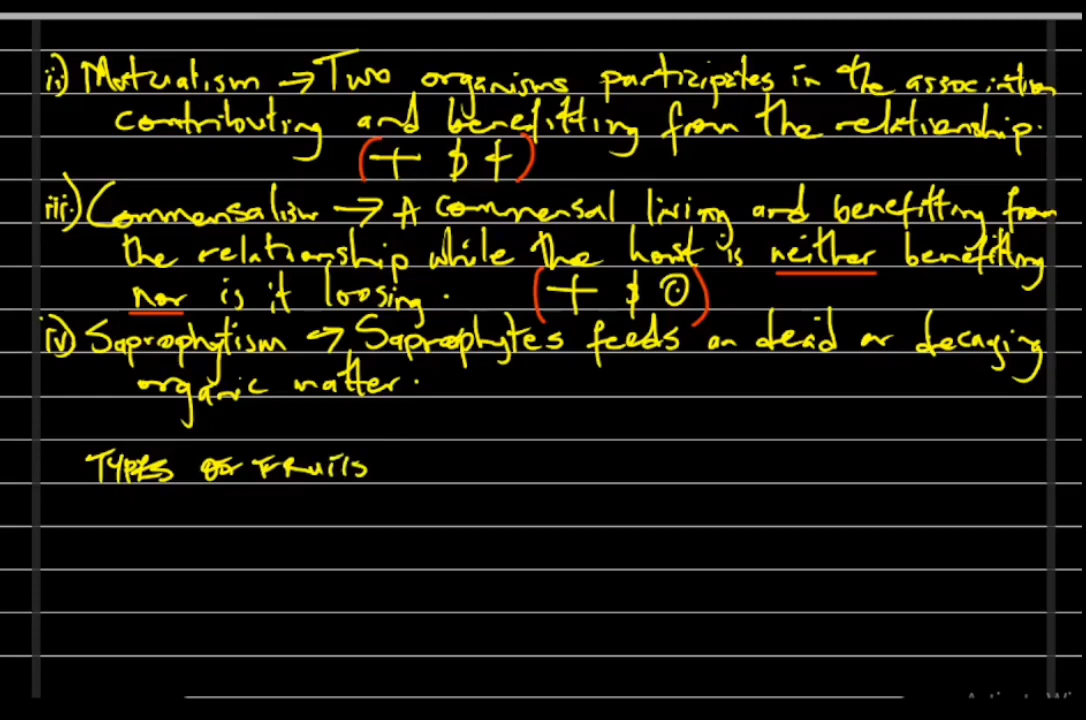 ii) Mutualism → Two organisms participates in the association
contributing and benefitting from the relationship.
(+ $ +)
iii) Commensalism → A commensal living and benefitting from
the relationship while the host is neither benefitting
nor is it loosing. (+ $ 0)
iv) Saprophytism → Saprophytes feeds on dead or decaying
organic matter.
TYPES OF FRUITS